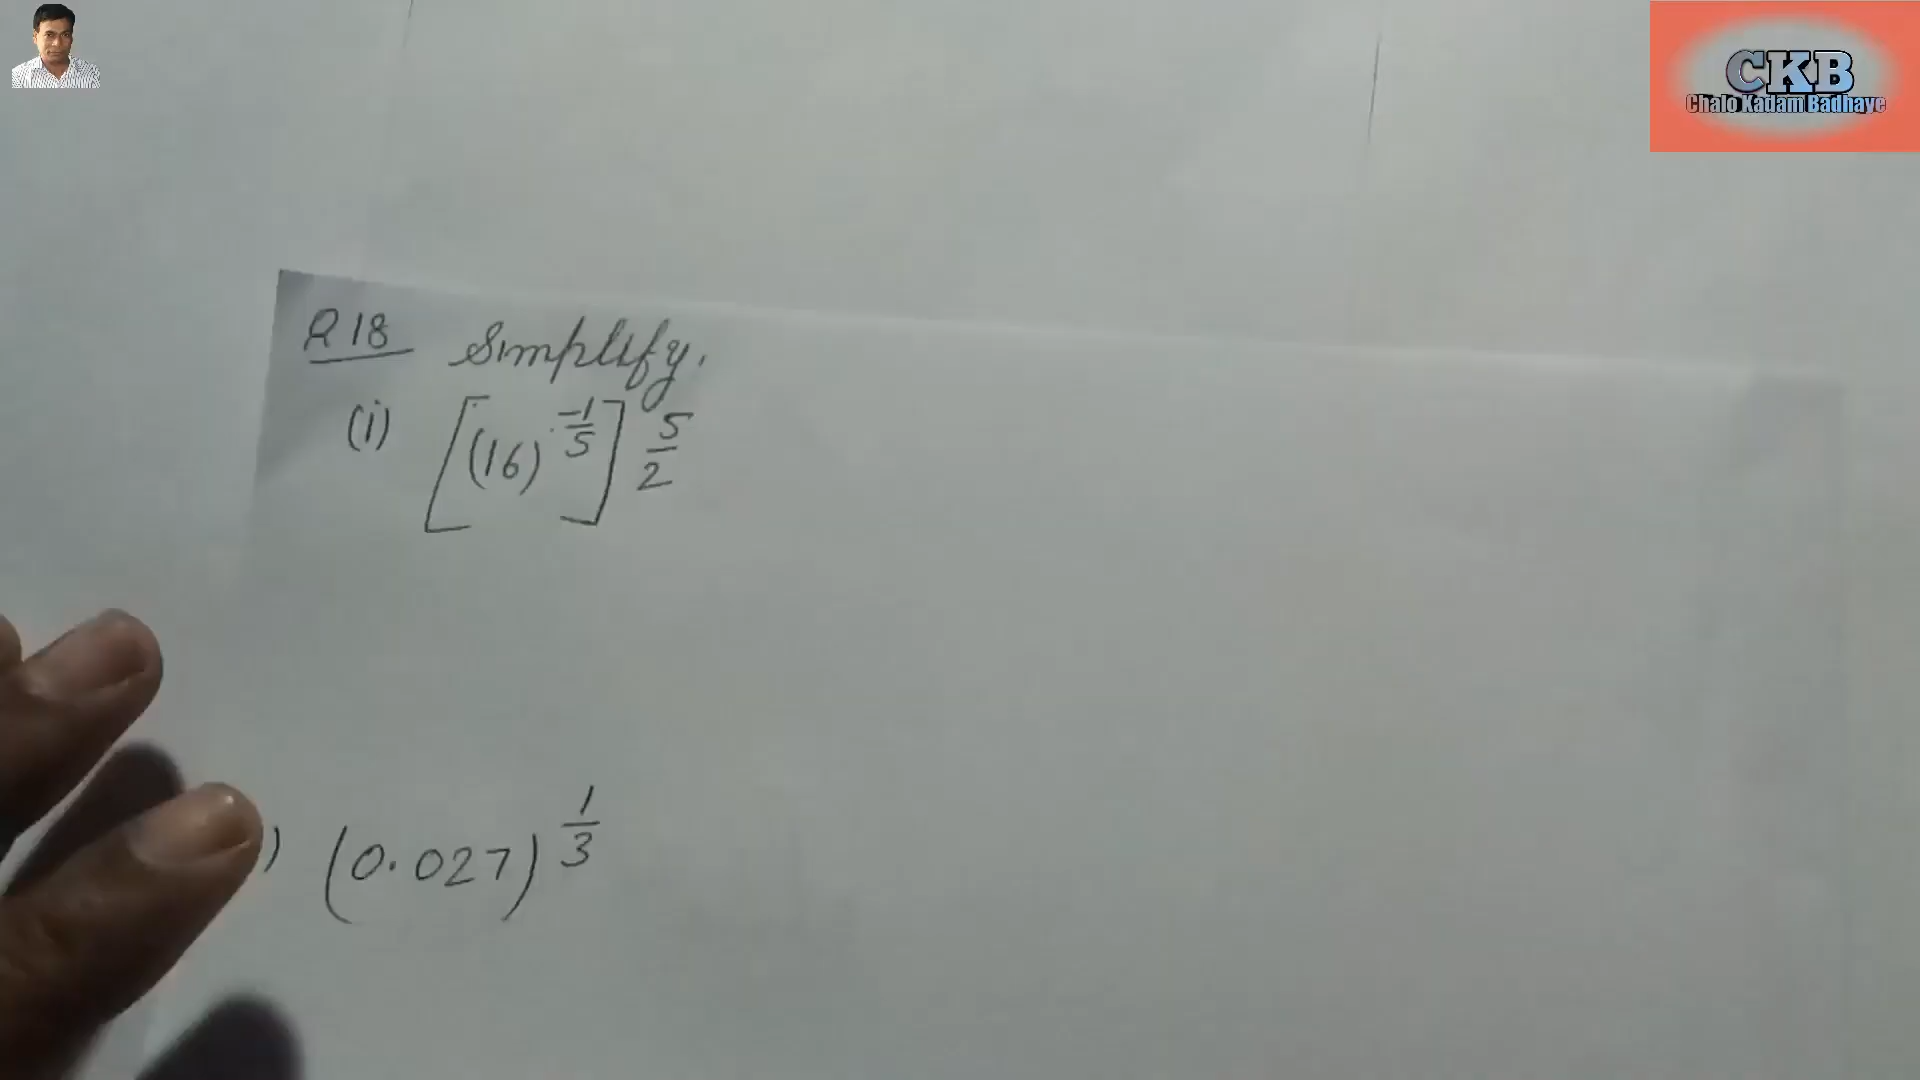 CKB
Chalo Kadam Badhaye
Q18 Simplify.
(i) [(16)^{-1/5}]^{5/2}
) (0.027)^{1/3}